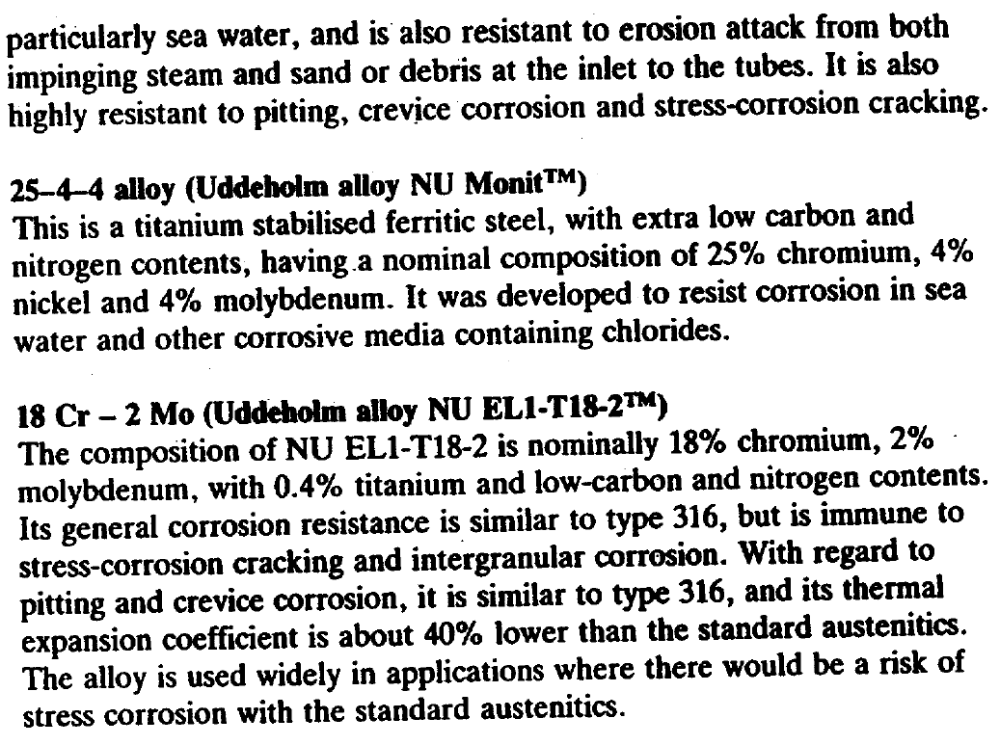 particularly sea water, and is also resistant to erosion attack from both
impinging steam and sand or debris at the inlet to the tubes. It is also
highly resistant to pitting, crevice corrosion and stress-corrosion cracking.
25–4–4 alloy (Uddeholm alloy NU Monit™)
This is a titanium stabilised ferritic steel, with extra low carbon and
nitrogen contents, having a nominal composition of 25% chromium, 4%
nickel and 4% molybdenum. It was developed to resist corrosion in sea
water and other corrosive media containing chlorides.
18 Cr – 2 Mo (Uddeholm alloy NU EL1-T18-2™)
The composition of NU EL1-T18-2 is nominally 18% chromium, 2%
molybdenum, with 0.4% titanium and low-carbon and nitrogen contents.
Its general corrosion resistance is similar to type 316, but is immune to
stress-corrosion cracking and intergranular corrosion. With regard to
pitting and crevice corrosion, it is similar to type 316, and its thermal
expansion coefficient is about 40% lower than the standard austenitics.
The alloy is used widely in applications where there would be a risk of
stress corrosion with the standard austenitics.